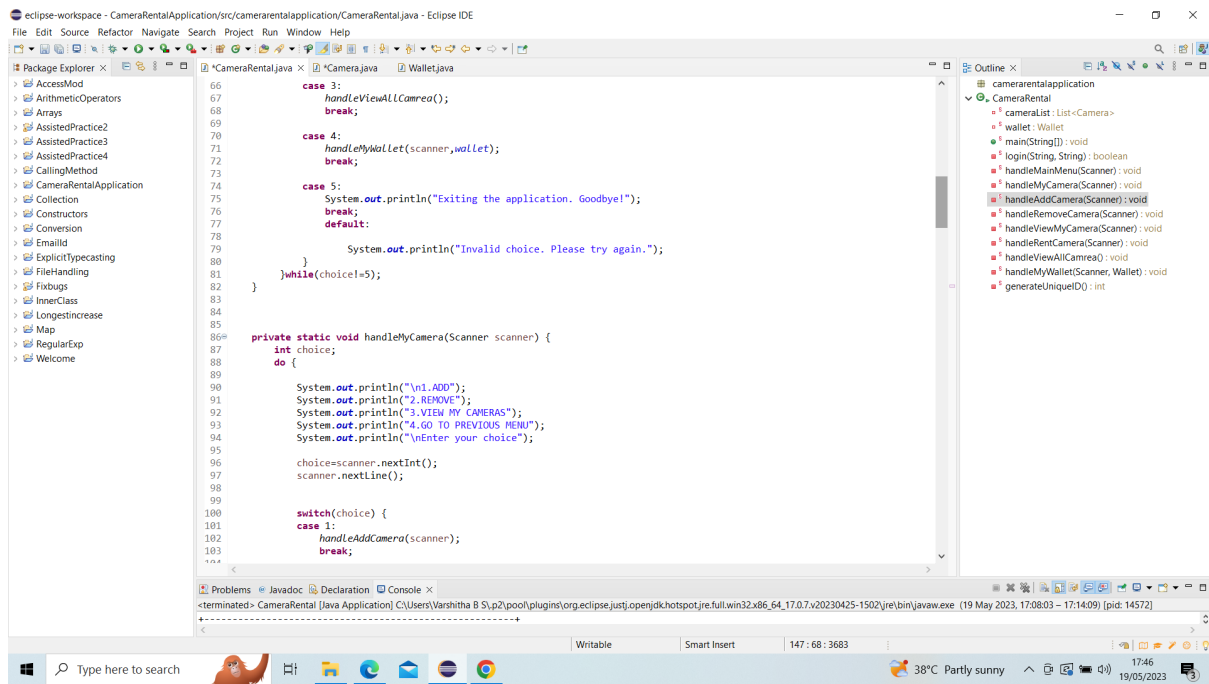 eclipse-workspace - CameraRentalApplication/src/camerarentalapplication/CameraRental.java - Eclipse IDE
File Edit Source Refactor Navigate Search Project Run Window Help
Package Explorer
AccessMod
ArithmeticOperators
Arrays
AssistedPractice2
AssistedPractice3
AssistedPractice4
CallingMethod
CameraRentalApplication
Collection
Constructors
Conversion
EmailId
ExplicitTypecasting
FileHandling
Fixbugs
InnerClass
Longestincrease
Map
RegularExp
Welcome
*CameraRental.java *Camera.java Wallet.java
66 case 3:
67 handleViewAllCamrea();
68 break;
69
70 case 4:
71 handleMyWallet(scanner,wallet);
72 break;
73
74 case 5:
75 System.out.println("Exiting the application. Goodbye!");
76 break;
77 default:
78
79 System.out.println("Invalid choice. Please try again.");
80 }
81 }while(choice!=5);
82 }
83
84
85
86 private static void handleMyCamera(Scanner scanner) {
87 int choice;
88 do {
89
90 System.out.println("\n1.ADD");
91 System.out.println("2.REMOVE");
92 System.out.println("3.VIEW MY CAMERAS");
93 System.out.println("4.GO TO PREVIOUS MENU");
94 System.out.println("\nEnter your choice");
95
96 choice=scanner.nextInt();
97 scanner.nextLine();
98
99
100 switch(choice) {
101 case 1:
102 handleAddCamera(scanner);
103 break;
104
Outline
camerarentalapplication
CameraRental
cameraList : List<Camera>
wallet : Wallet
main(String[]) : void
login(String, String) : boolean
handleMainMenu(Scanner) : void
handleMyCamera(Scanner) : void
handleAddCamera(Scanner) : void
handleRemoveCamera(Scanner) : void
handleViewMyCamera(Scanner) : void
handleRentCamera(Scanner) : void
handleViewAllCamrea() : void
handleMyWallet(Scanner, Wallet) : void
generateUniqueID() : int
Problems Javadoc Declaration Console
<terminated> CameraRental [Java Application] C:\Users\Varshitha B S\.p2\pool\plugins\org.eclipse.justj.openjdk.hotspot.jre.full.win32.x86_64_17.0.7.v20230425-1502\jre\bin\javaw.exe (19 May 2023, 17:08:03 – 17:14:09) [pid: 14572]
+----------------------------------------------------+
Writable Smart Insert 147 : 68 : 3683
Type here to search
38°C Partly sunny
17:46
19/05/2023
3